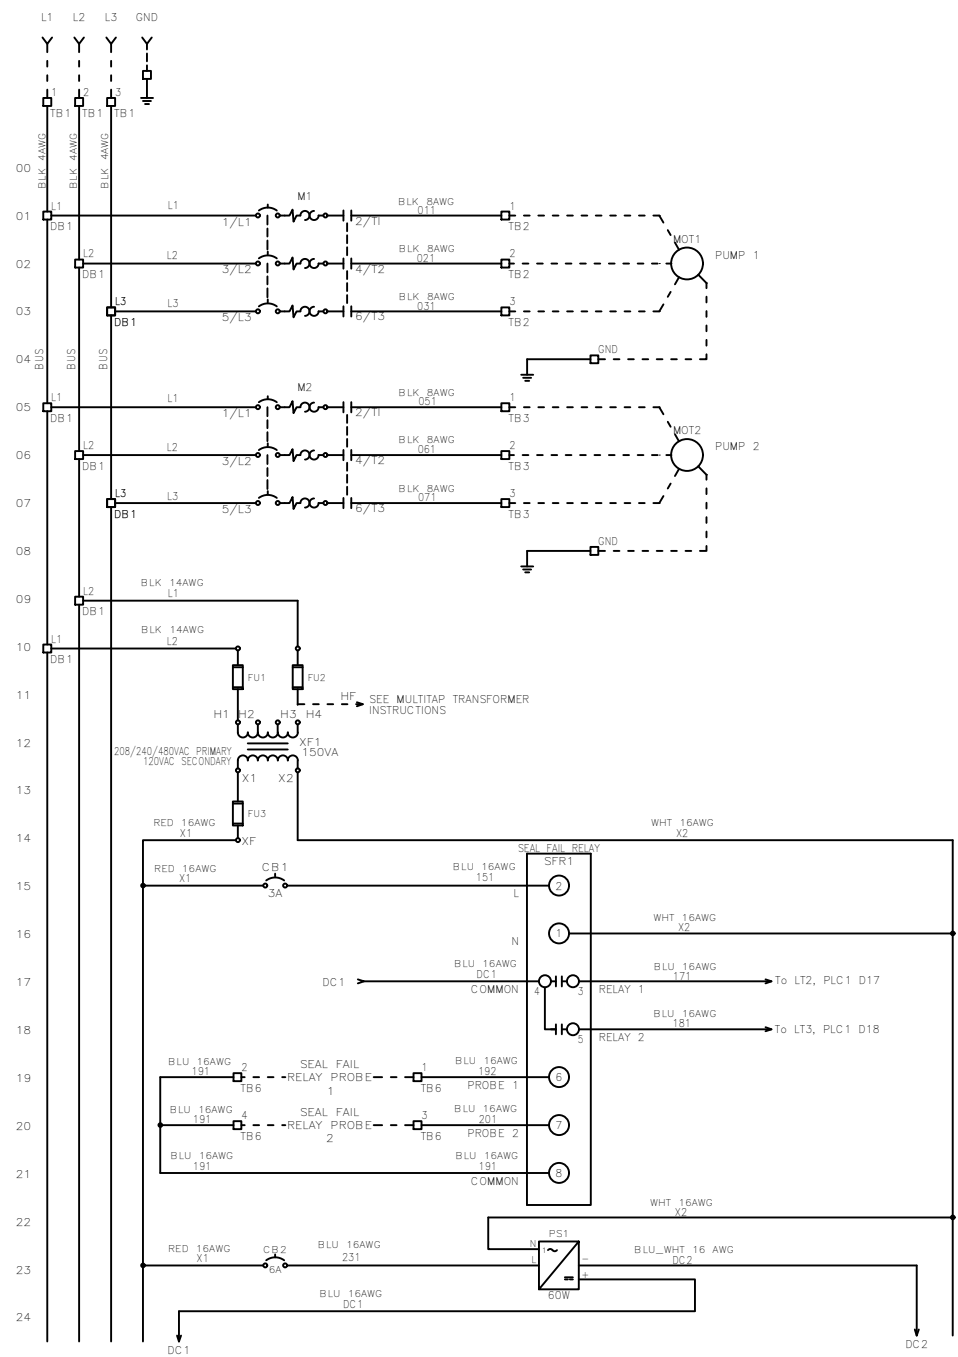 L1 L2 L3 GND
1 2 3
TB1 TB1 TB1
BLK 4AWG BLK 4AWG BLK 4AWG
00
M1
01 L1 L1 BLK 8AWG 1
DB1 1/L1 2/T1 011 TB2
MOT1
02 L2 L2 BLK 8AWG 2 PUMP 1
DB1 3/L2 4/T2 021 TB2
03 L3 L3 BLK 8AWG 3
DB1 5/L3 6/T3 031 TB2
04 BUS BUS BUS GND
M2
05 L1 L1 BLK 8AWG 1
DB1 1/L1 2/T1 051 TB3
MOT2
06 L2 L2 BLK 8AWG 2 PUMP 2
DB1 3/L2 4/T2 061 TB3
07 L3 L3 BLK 8AWG 3
DB1 5/L3 6/T3 071 TB3
08 GND
BLK 14AWG
09 L2 L1
DB1
BLK 14AWG
10 L1 L2
DB1
FU1 FU2
11 HF SEE MULTITAP TRANSFORMER
INSTRUCTIONS
H1 H2 H3 H4
12 XF1
208/240/480VAC PRIMARY 150VA
120VAC SECONDARY
X1 X2
13
FU3
RED 16AWG WHT 16AWG
14 X1 XF X2
SEAL FAIL RELAY
SFR1
RED 16AWG CB1 BLU 16AWG
15 X1 3A 151 2
L
WHT 16AWG
16 N 1 X2
BLU 16AWG BLU 16AWG
17 DC1 DC1 171 To LT2, PLC1 D17
COMMON 4 3 RELAY 1
BLU 16AWG
18 181 To LT3, PLC1 D18
5 RELAY 2
BLU 16AWG 2 SEAL FAIL 1 BLU 16AWG
19 191 RELAY PROBE 192 6
TB6 1 TB6 PROBE 1
BLU 16AWG 4 SEAL FAIL 3 BLU 16AWG
20 191 RELAY PROBE 201 7
TB6 2 TB6 PROBE 2
BLU 16AWG BLU 16AWG
21 191 191 8
COMMON
WHT 16AWG
22 X2
PS1
RED 16AWG CB2 BLU 16AWG N 1 BLU_WHT 16 AWG
23 X1 6A 231 L - DC2
+
BLU 16AWG 60W
DC1
24
DC1 DC2